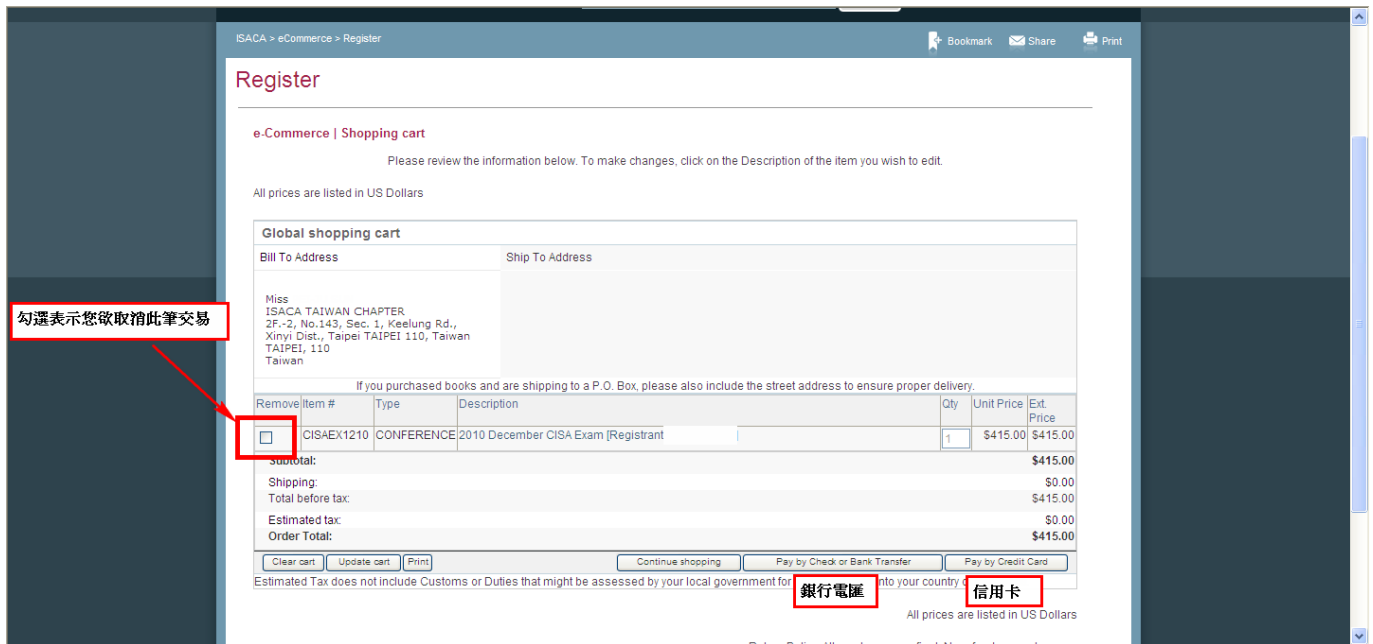 ISACA > eCommerce > Register
Bookmark Share Print
Register
e-Commerce | Shopping cart
Please review the information below. To make changes, click on the Description of the item you wish to edit.
All prices are listed in US Dollars
Global shopping cart
Bill To Address Ship To Address
Miss
ISACA TAIWAN CHAPTER
2F.-2, No.143, Sec. 1, Keelung Rd.,
Xinyi Dist., Taipei TAIPEI 110, Taiwan
TAIPEI, 110
Taiwan
勾選表示您欲取消此筆交易
If you purchased books and are shipping to a P.O. Box, please also include the street address to ensure proper delivery.
Remove Item # Type Description Qty Unit Price Ext. Price
CISAEX1210 CONFERENCE 2010 December CISA Exam [Registrant 1 $415.00 $415.00
Subtotal: $415.00
Shipping: $0.00
Total before tax: $415.00
Estimated tax: $0.00
Order Total: $415.00
Clear cart Update cart Print Continue shopping Pay by Check or Bank Transfer Pay by Credit Card
Estimated Tax does not include Customs or Duties that might be assessed by your local government for into your country
銀行電匯 信用卡
All prices are listed in US Dollars